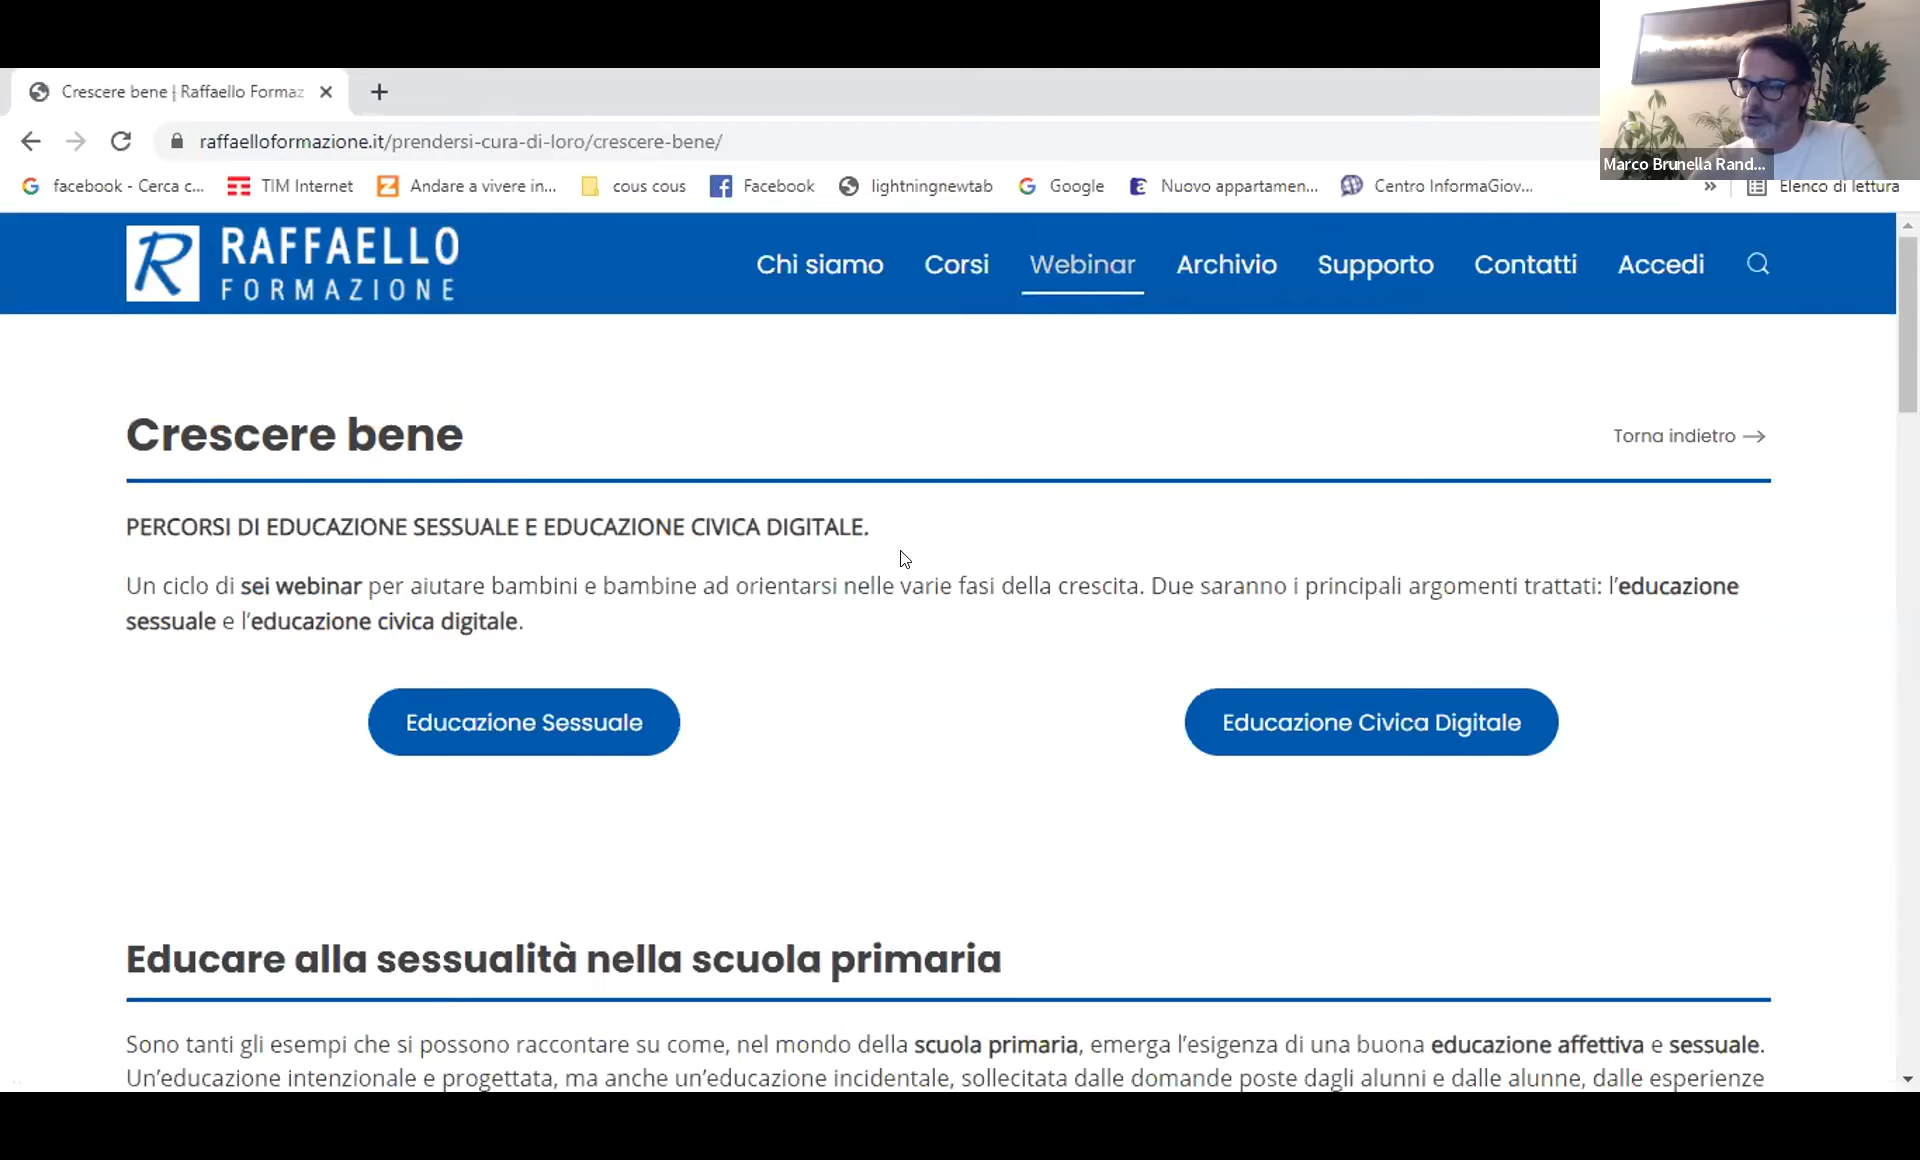 Crescere bene | Raffaello Formaz
raffaelloformazione.it/prendersi-cura-di-loro/crescere-bene/
Marco Brunella Rand...
facebook - Cerca c... TIM Internet Andare a vivere in... cous cous Facebook lightningnewtab Google Nuovo appartamen... Centro InformaGiov... » Elenco di lettura
R RAFFAELLO
FORMAZIONE
Chi siamo Corsi Webinar Archivio Supporto Contatti Accedi
Crescere bene
Torna indietro →
PERCORSI DI EDUCAZIONE SESSUALE E EDUCAZIONE CIVICA DIGITALE.
Un ciclo di sei webinar per aiutare bambini e bambine ad orientarsi nelle varie fasi della crescita. Due saranno i principali argomenti trattati: l’educazione
sessuale e l’educazione civica digitale.
Educazione Sessuale Educazione Civica Digitale
Educare alla sessualità nella scuola primaria
Sono tanti gli esempi che si possono raccontare su come, nel mondo della scuola primaria, emerga l’esigenza di una buona educazione affettiva e sessuale.
Un’educazione intenzionale e progettata, ma anche un’educazione incidentale, sollecitata dalle domande poste dagli alunni e dalle alunne, dalle esperienze